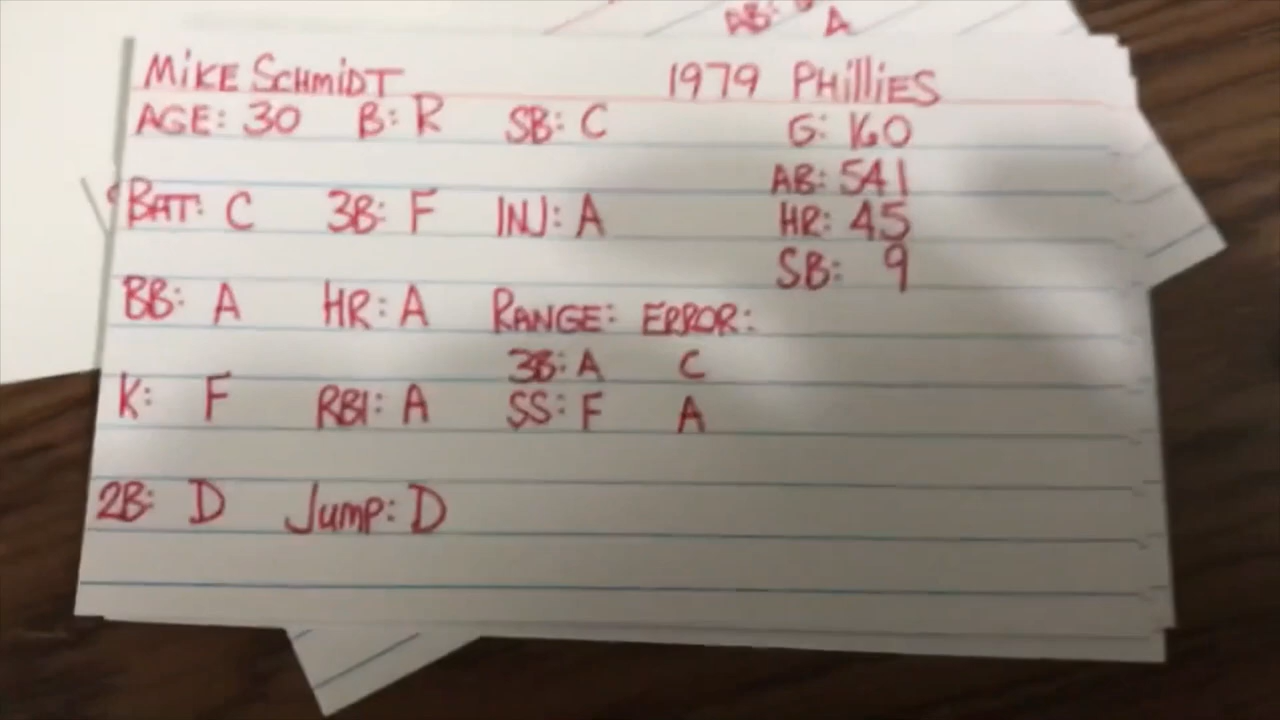 AB: A
MIKE SCHMIDT 1979 PHILLIES
AGE: 30 B: R SB: C G: 160
AB: 541
BAT: C 3B: F INJ: A HR: 45
SB: 9
BB: A HR: A RANGE: ERROR:
3B: A C
K: F RBI: A SS: F A
2B: D Jump: D